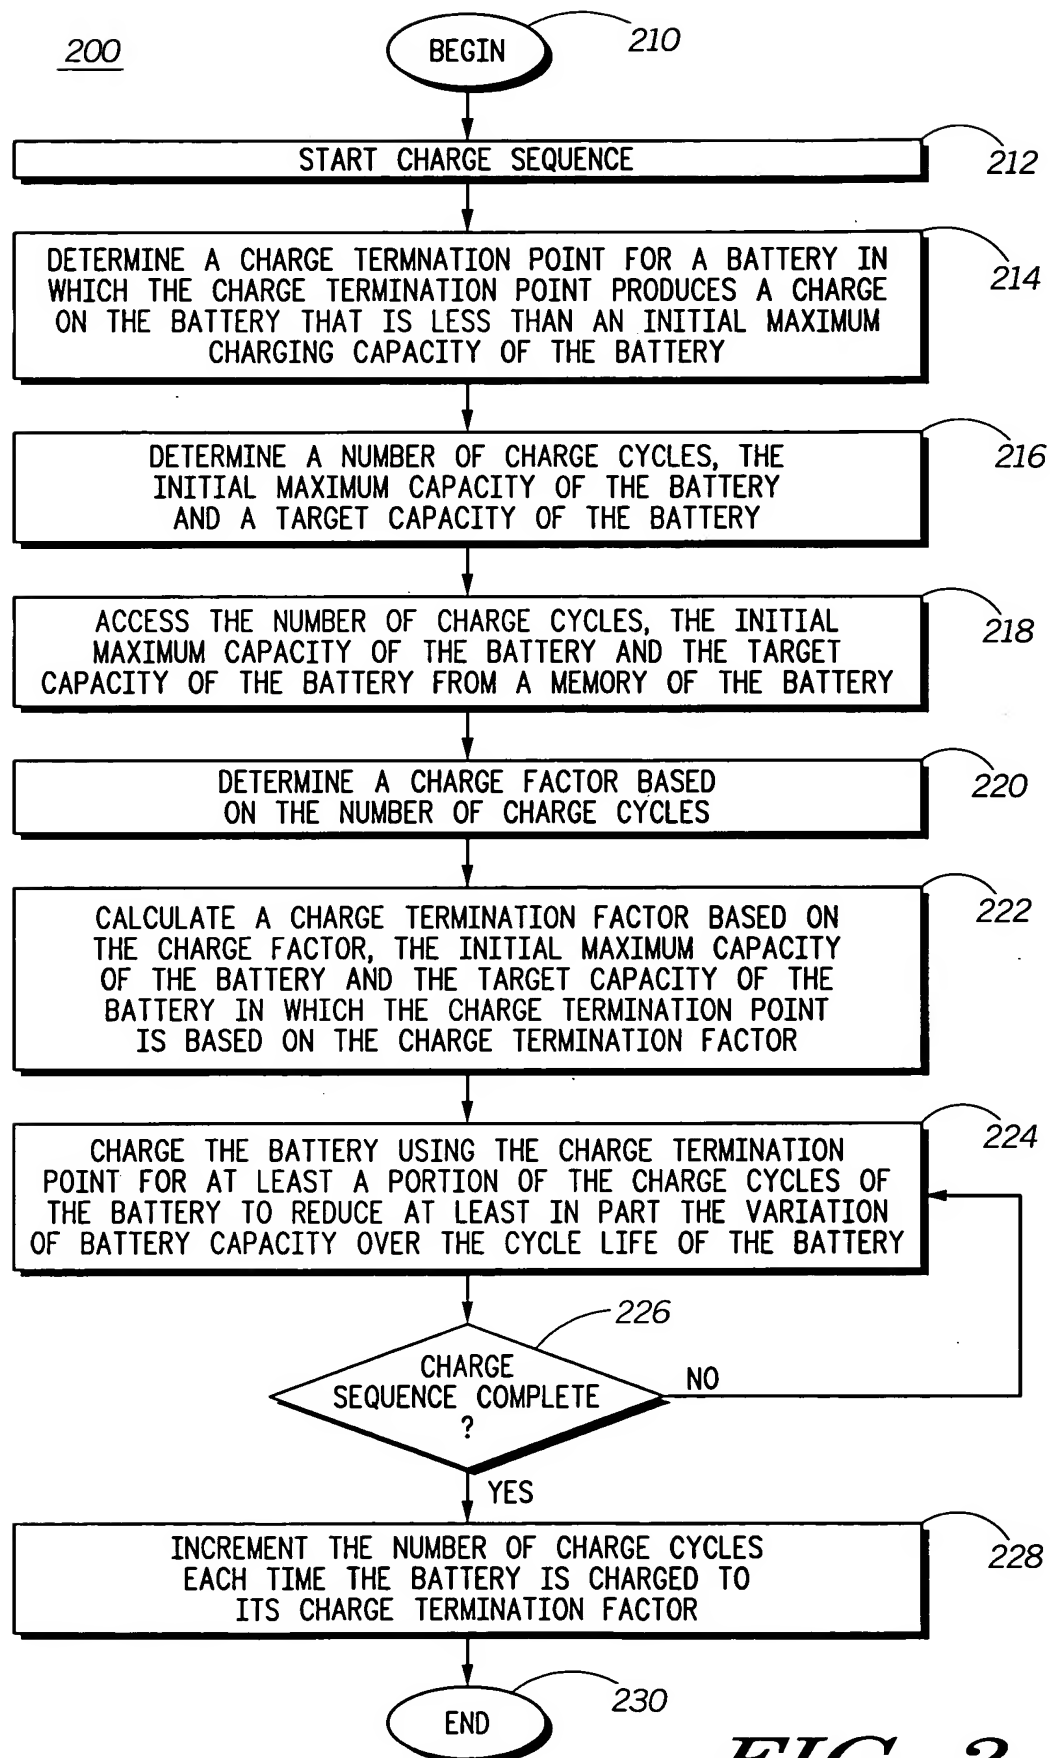 200
BEGIN
210
START CHARGE SEQUENCE
212
DETERMINE A CHARGE TERMNATION POINT FOR A BATTERY IN
WHICH THE CHARGE TERMINATION POINT PRODUCES A CHARGE
ON THE BATTERY THAT IS LESS THAN AN INITIAL MAXIMUM
CHARGING CAPACITY OF THE BATTERY
214
DETERMINE A NUMBER OF CHARGE CYCLES, THE
INITIAL MAXIMUM CAPACITY OF THE BATTERY
AND A TARGET CAPACITY OF THE BATTERY
216
ACCESS THE NUMBER OF CHARGE CYCLES, THE INITIAL
MAXIMUM CAPACITY OF THE BATTERY AND THE TARGET
CAPACITY OF THE BATTERY FROM A MEMORY OF THE BATTERY
218
DETERMINE A CHARGE FACTOR BASED
ON THE NUMBER OF CHARGE CYCLES
220
CALCULATE A CHARGE TERMINATION FACTOR BASED ON
THE CHARGE FACTOR, THE INITIAL MAXIMUM CAPACITY
OF THE BATTERY AND THE TARGET CAPACITY OF THE
BATTERY IN WHICH THE CHARGE TERMINATION POINT
IS BASED ON THE CHARGE TERMINATION FACTOR
222
CHARGE THE BATTERY USING THE CHARGE TERMINATION
POINT FOR AT LEAST A PORTION OF THE CHARGE CYCLES OF
THE BATTERY TO REDUCE AT LEAST IN PART THE VARIATION
OF BATTERY CAPACITY OVER THE CYCLE LIFE OF THE BATTERY
224
CHARGE
SEQUENCE COMPLETE
?
226
NO
YES
INCREMENT THE NUMBER OF CHARGE CYCLES
EACH TIME THE BATTERY IS CHARGED TO
ITS CHARGE TERMINATION FACTOR
228
END
230
FIG.